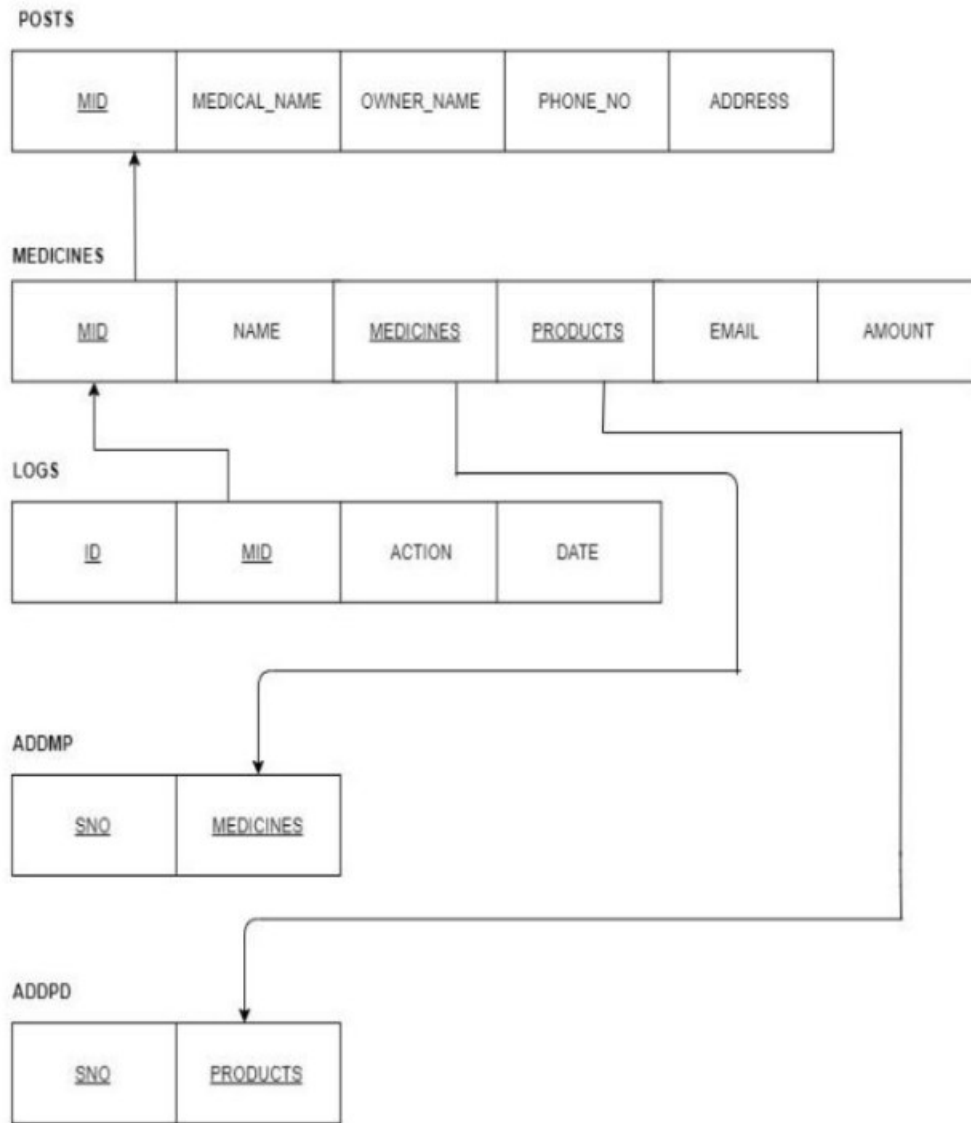 POSTS
MID MEDICAL_NAME OWNER_NAME PHONE_NO ADDRESS
MEDICINES
MID NAME MEDICINES PRODUCTS EMAIL AMOUNT
LOGS
ID MID ACTION DATE
ADDMP
SNO MEDICINES
ADDPD
SNO PRODUCTS